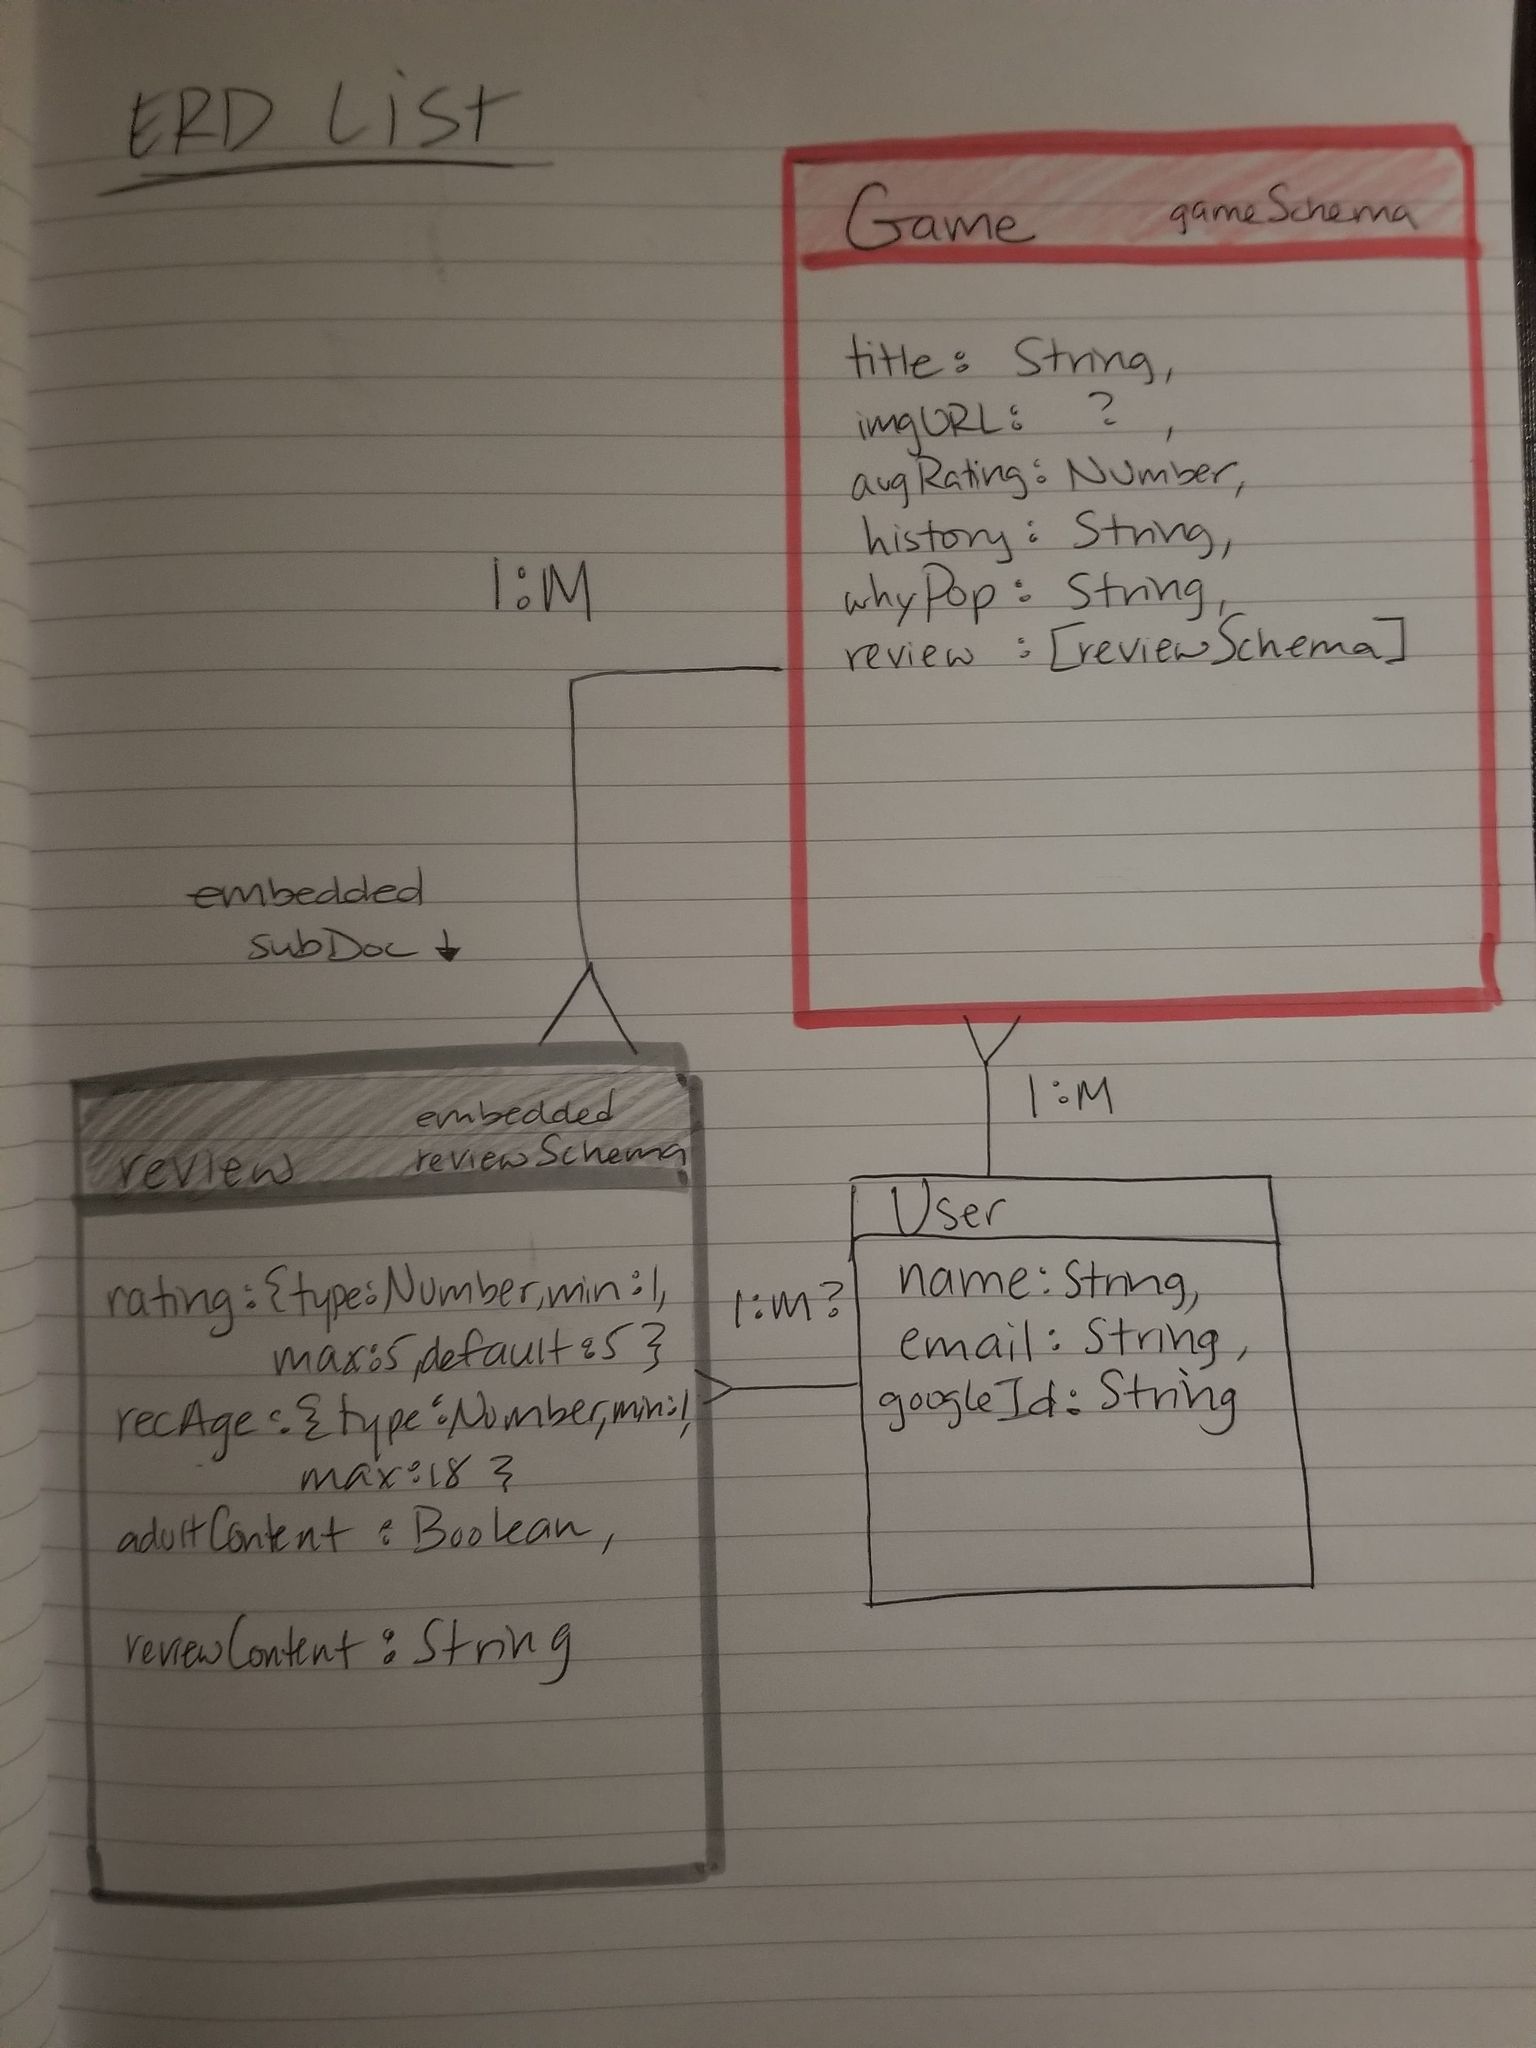 ERD List
Game gameSchema
title: String,
imgURL: ? ,
avgRating: Number,
history: String,
whyPop: String,
review : [reviewSchema]
1:M
embedded
subDoc ↓
1:M
review embedded
reviewSchema
rating: {type: Number, min:1,
max:5, default:5 }
recAge: { type: Number, min:1,
max:18 }
adultContent : Boolean,
reviewContent : String
1:M?
User
name: String,
email: String,
googleId: String